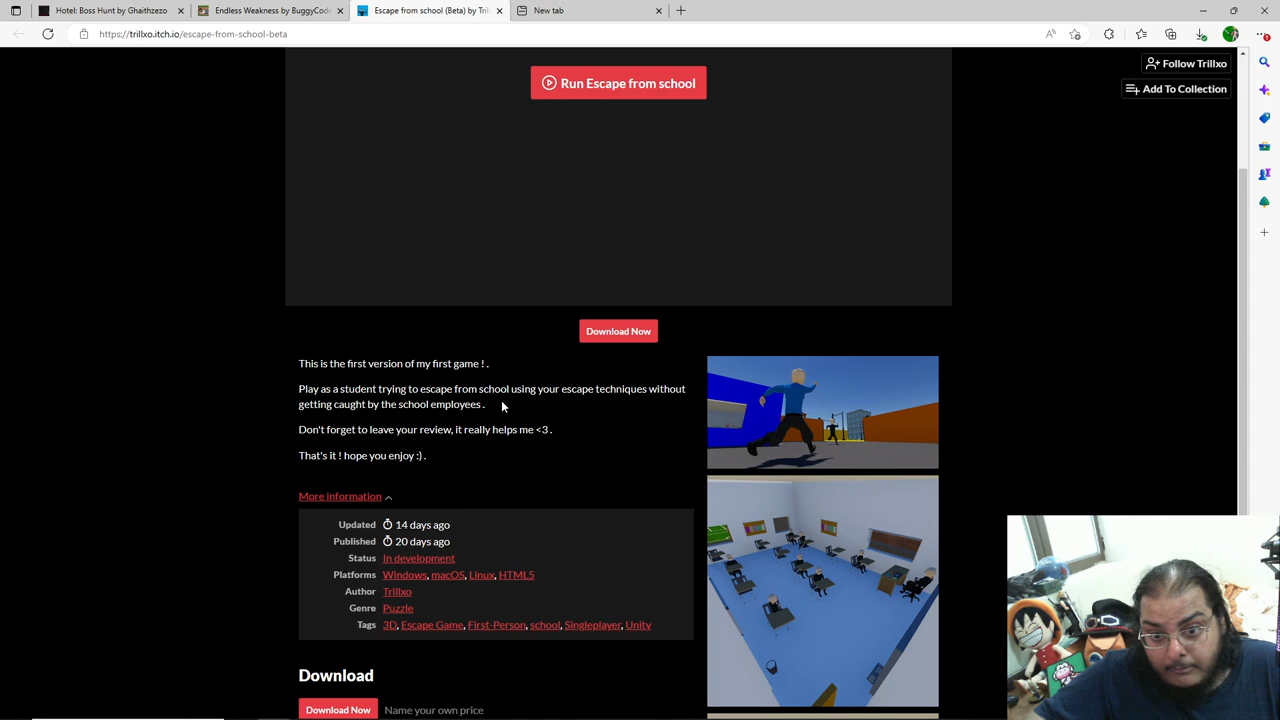 Hotel: Boss Hunt by Ghaithzezo
Endless Weakness by BuggyCode
Escape from school (Beta) by Tril
New tab
https://trillxo.itch.io/escape-from-school-beta
Follow Trillxo
Add To Collection
Run Escape from school
Download Now
This is the first version of my first game ! .
Play as a student trying to escape from school using your escape techniques without
getting caught by the school employees .
Don't forget to leave your review, it really helps me <3 .
That's it ! hope you enjoy :) .
More information
Updated 14 days ago
Published 20 days ago
Status In development
Platforms Windows, macOS, Linux, HTML5
Author Trillxo
Genre Puzzle
Tags 3D, Escape Game, First-Person, school, Singleplayer, Unity
Download
Download Now Name your own price